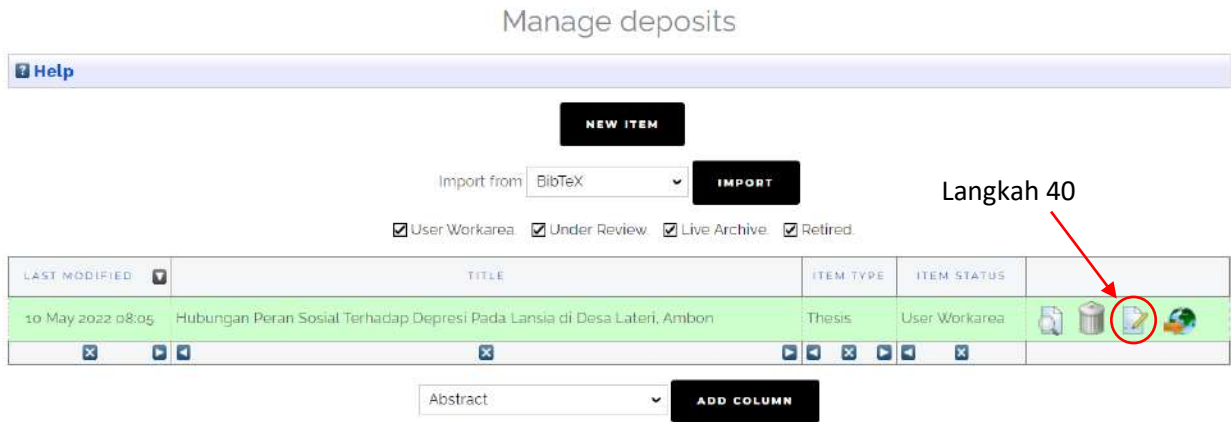 Manage deposits
Help
NEW ITEM
Import from BibTeX IMPORT
Langkah 40
User Workarea. Under Review. Live Archive. Retired.
LAST MODIFIED TITLE ITEM TYPE ITEM STATUS
10 May 2022 08:05 Hubungan Peran Sosial Terhadap Depresi Pada Lansia di Desa Lateri, Ambon Thesis User Workarea
Abstract ADD COLUMN